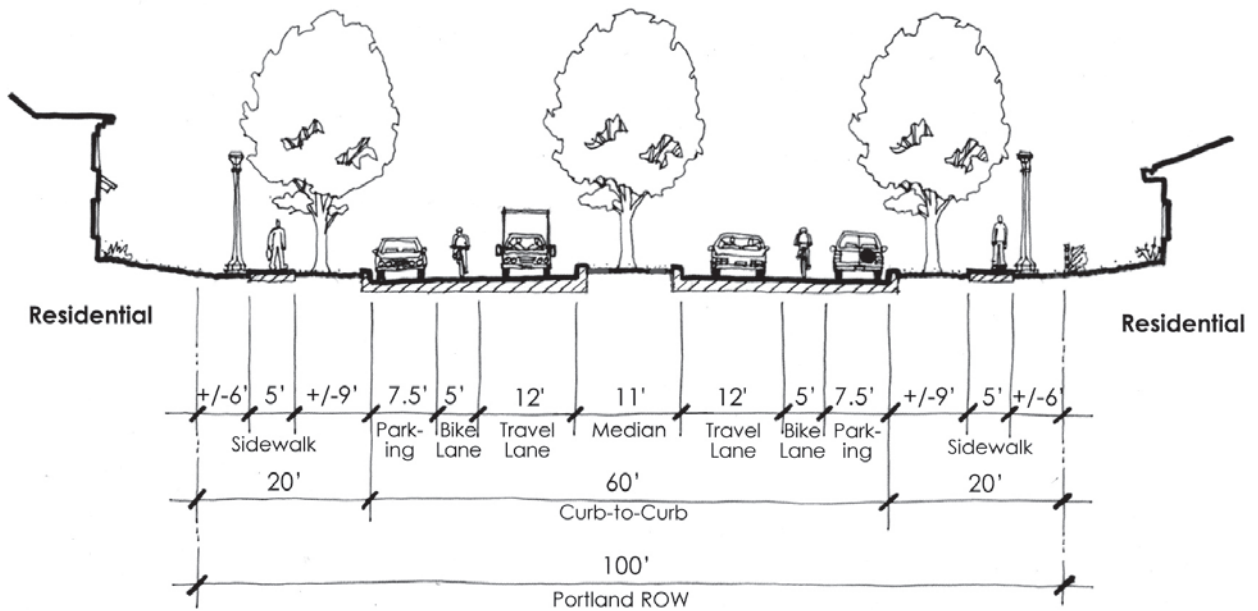 Residential
Residential
+/-6' 5' +/-9' 7.5' 5' 12' 11' 12' 5' 7.5' +/-9' 5' +/-6'
Sidewalk Park-
ing Bike
Lane Travel
Lane Median Travel
Lane Bike
Lane Park-
ing Sidewalk
20' 60' 20'
Curb-to-Curb
100'
Portland ROW